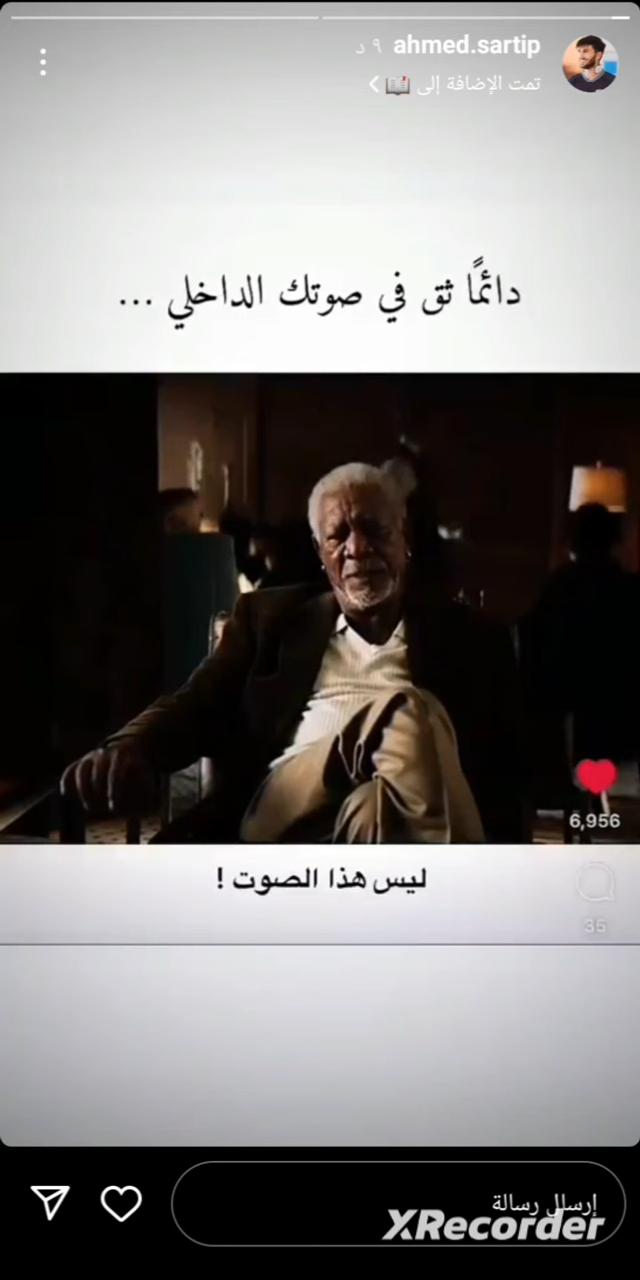 ahmed.sartip ٩ د
تمت الإضافة إلى
دائمًا ثق في صوتك الداخلي ...
6,956
ليس هذا الصوت !
35
إرسال رسالة
XRecorder